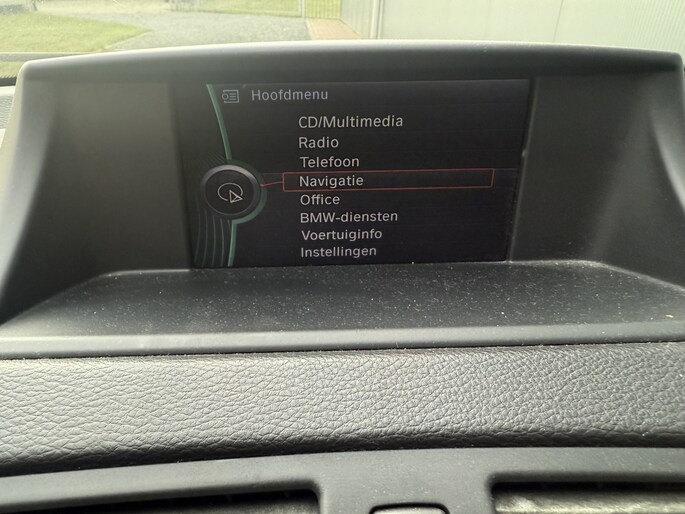 Hoofdmenu
CD/Multimedia
Radio
Telefoon
Navigatie
Office
BMW-diensten
Voertuiginfo
Instellingen